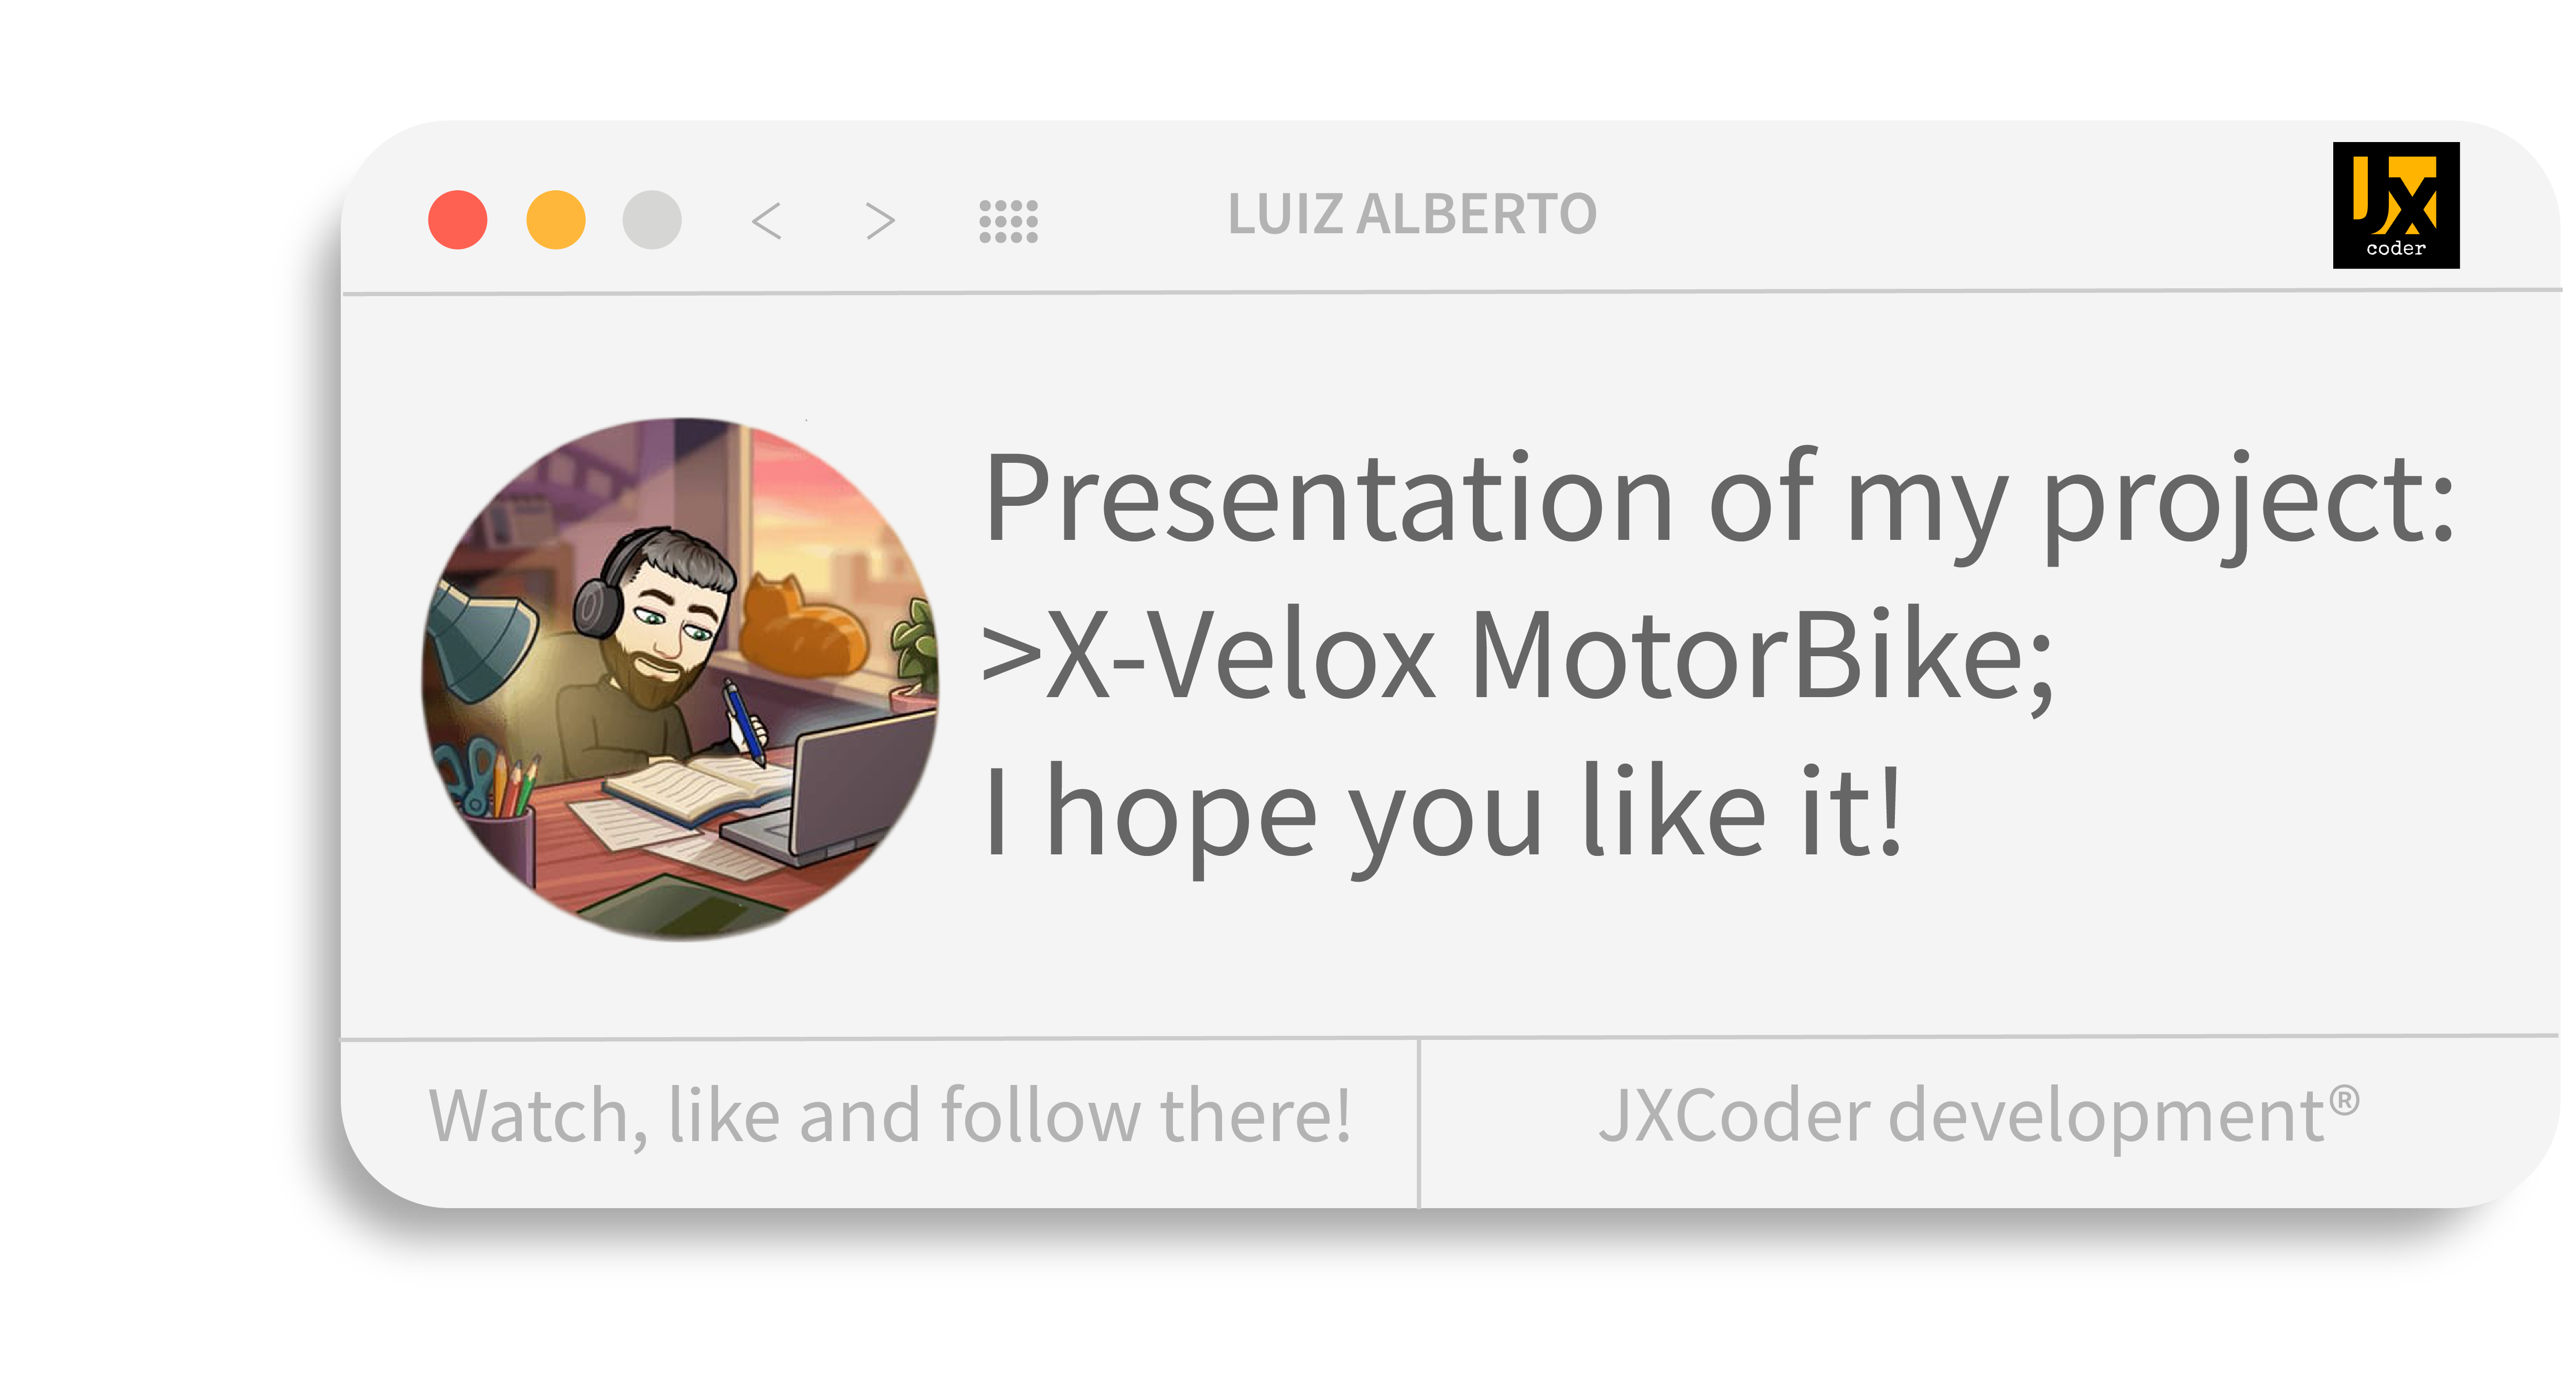 LUIZ ALBERTO
JX
coder
Presentation of my project:
>X-Velox MotorBike;
I hope you like it!
Watch, like and follow there!
JXCoder development®